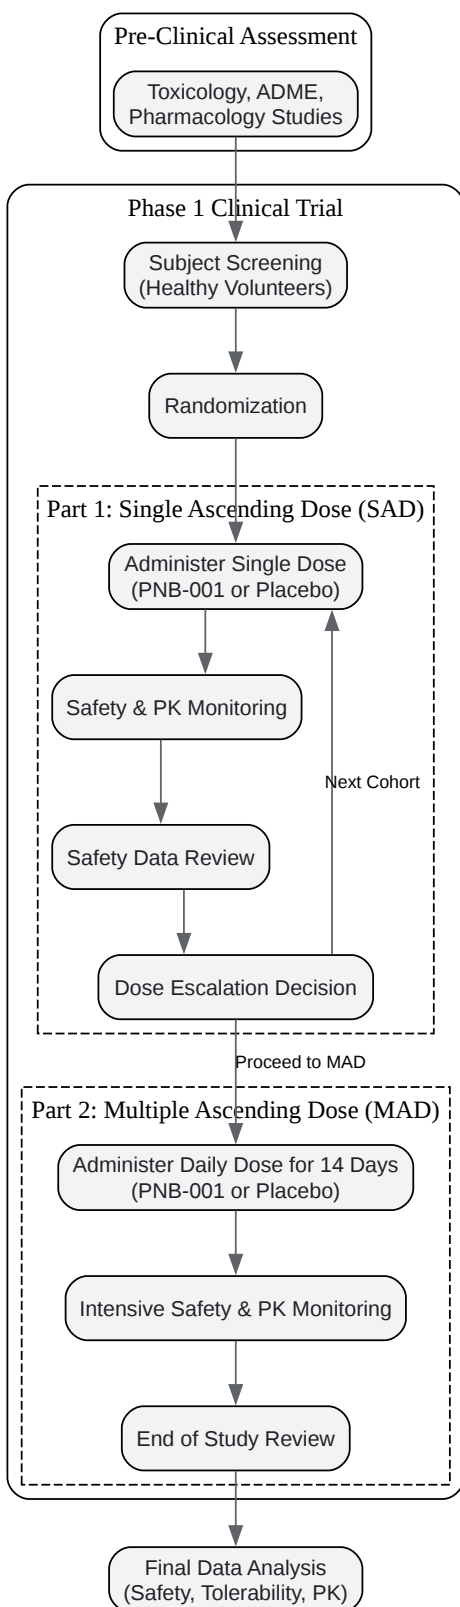 Pre-Clinical Assessment
Toxicology, ADME,
Pharmacology Studies
Phase 1 Clinical Trial
Subject Screening
(Healthy Volunteers)
Randomization
Part 1: Single Ascending Dose (SAD)
Administer Single Dose
(PNB-001 or Placebo)
Safety & PK Monitoring
Next Cohort
Safety Data Review
Dose Escalation Decision
Proceed to MAD
Part 2: Multiple Ascending Dose (MAD)
Administer Daily Dose for 14 Days
(PNB-001 or Placebo)
Intensive Safety & PK Monitoring
End of Study Review
Final Data Analysis
(Safety, Tolerability, PK)